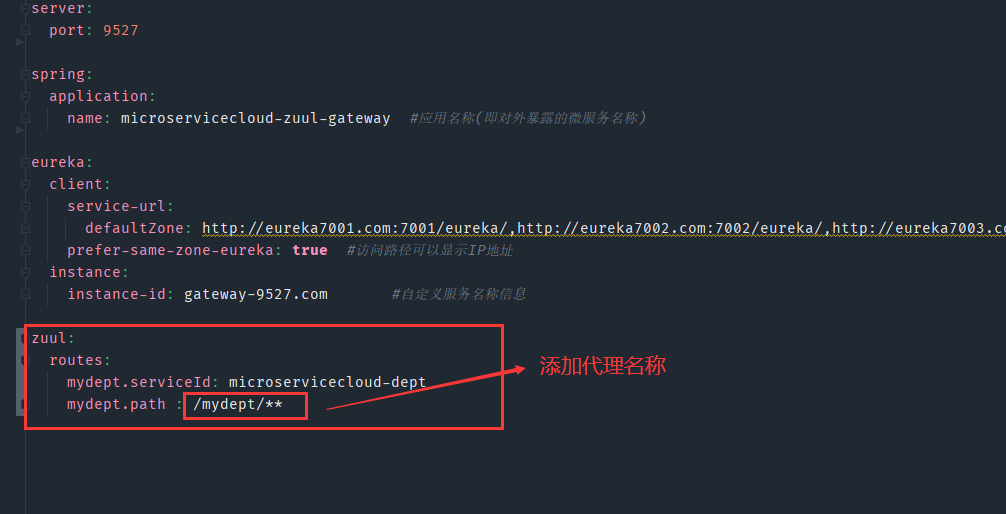 server:
port: 9527
spring:
application:
name: microservicecloud-zuul-gateway #应用名称(即对外暴露的微服务名称)
eureka:
client:
service-url:
defaultZone: http://eureka7001.com:7001/eureka/,http://eureka7002.com:7002/eureka/,http://eureka7003.co
prefer-same-zone-eureka: true #访问路径可以显示IP地址
instance:
instance-id: gateway-9527.com #自定义服务名称信息
zuul:
routes:
mydept.serviceId: microservicecloud-dept
mydept.path : /mydept/**
添加代理名称